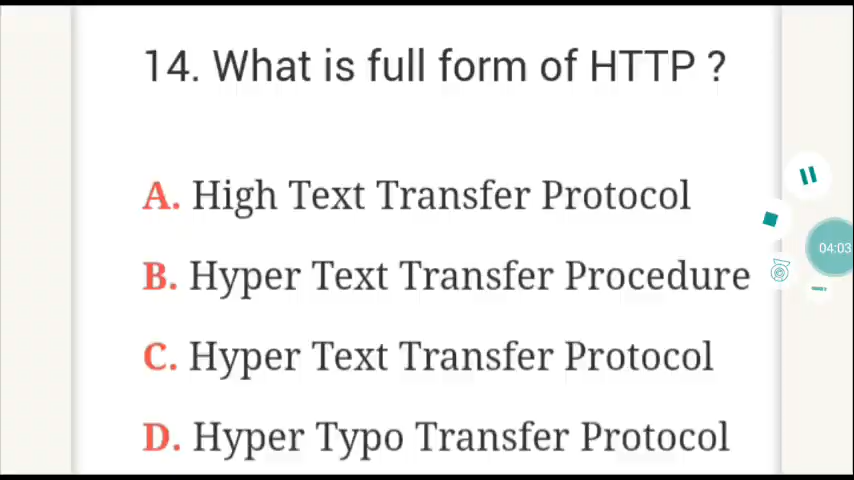 14. What is full form of HTTP ?
A. High Text Transfer Protocol
B. Hyper Text Transfer Procedure
04:03
C. Hyper Text Transfer Protocol
D. Hyper Typo Transfer Protocol